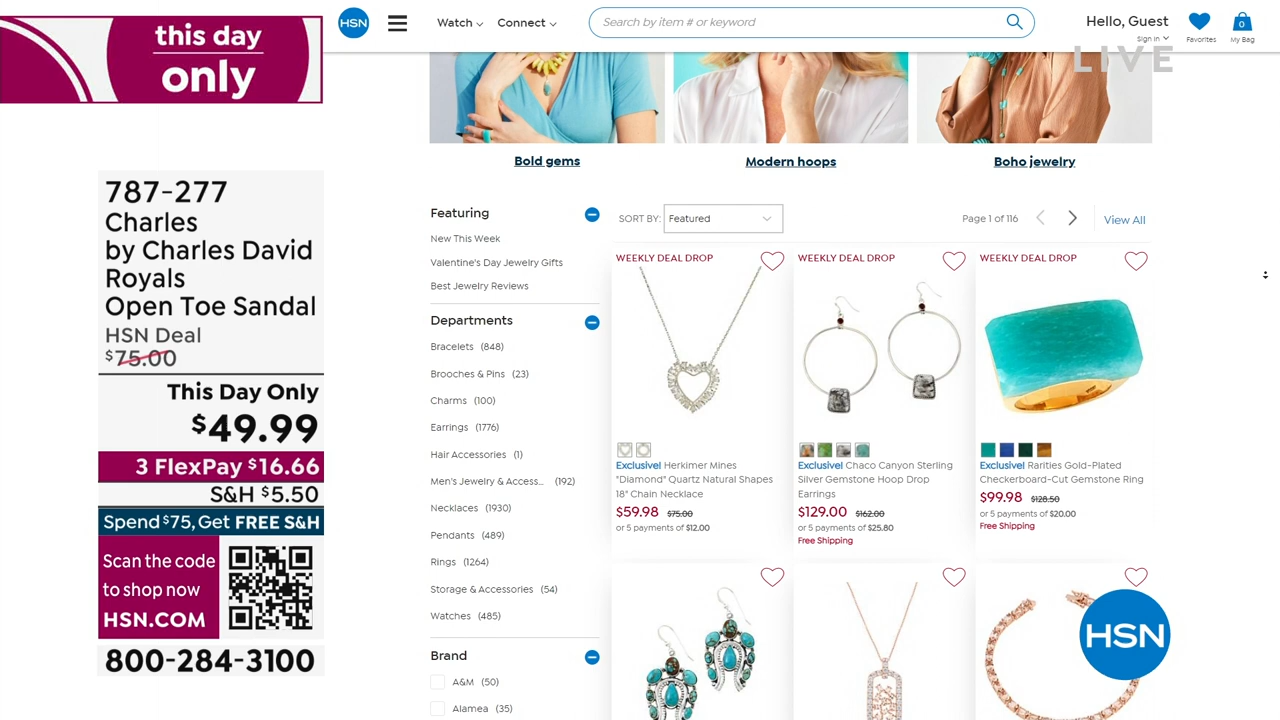 this day
only
787-277
Charles
by Charles David
Royals
Open Toe Sandal
HSN Deal
$75.00
This Day Only
$49.99
3 FlexPay $16.66
S&H $5.50
Spend $75, Get FREE S&H
Scan the code
to shop now
HSN.COM
800-284-3100
HSN
Watch
Connect
Search by item # or keyword
Hello, Guest
Sign in
Favorites
0
My Bag
LIVE
Bold gems
Modern hoops
Boho jewelry
Featuring
New This Week
Valentine's Day Jewelry Gifts
Best Jewelry Reviews
Departments
Bracelets (848)
Brooches & Pins (23)
Charms (100)
Earrings (1776)
Hair Accessories (1)
Men's Jewelry & Access... (192)
Necklaces (1930)
Pendants (489)
Rings (1264)
Storage & Accessories (54)
Watches (485)
Brand
A&M (50)
Alamea (35)
SORT BY: Featured
Page 1 of 116
View All
WEEKLY DEAL DROP
Exclusive! Herkimer Mines
"Diamond" Quartz Natural Shapes
18" Chain Necklace
$59.98 $75.00
or 5 payments of $12.00
WEEKLY DEAL DROP
Exclusive! Chaco Canyon Sterling
Silver Gemstone Hoop Drop
Earrings
$129.00 $162.00
or 5 payments of $25.80
Free Shipping
WEEKLY DEAL DROP
Exclusive! Rarities Gold-Plated
Checkerboard-Cut Gemstone Ring
$99.98 $128.50
or 5 payments of $20.00
Free Shipping
HSN